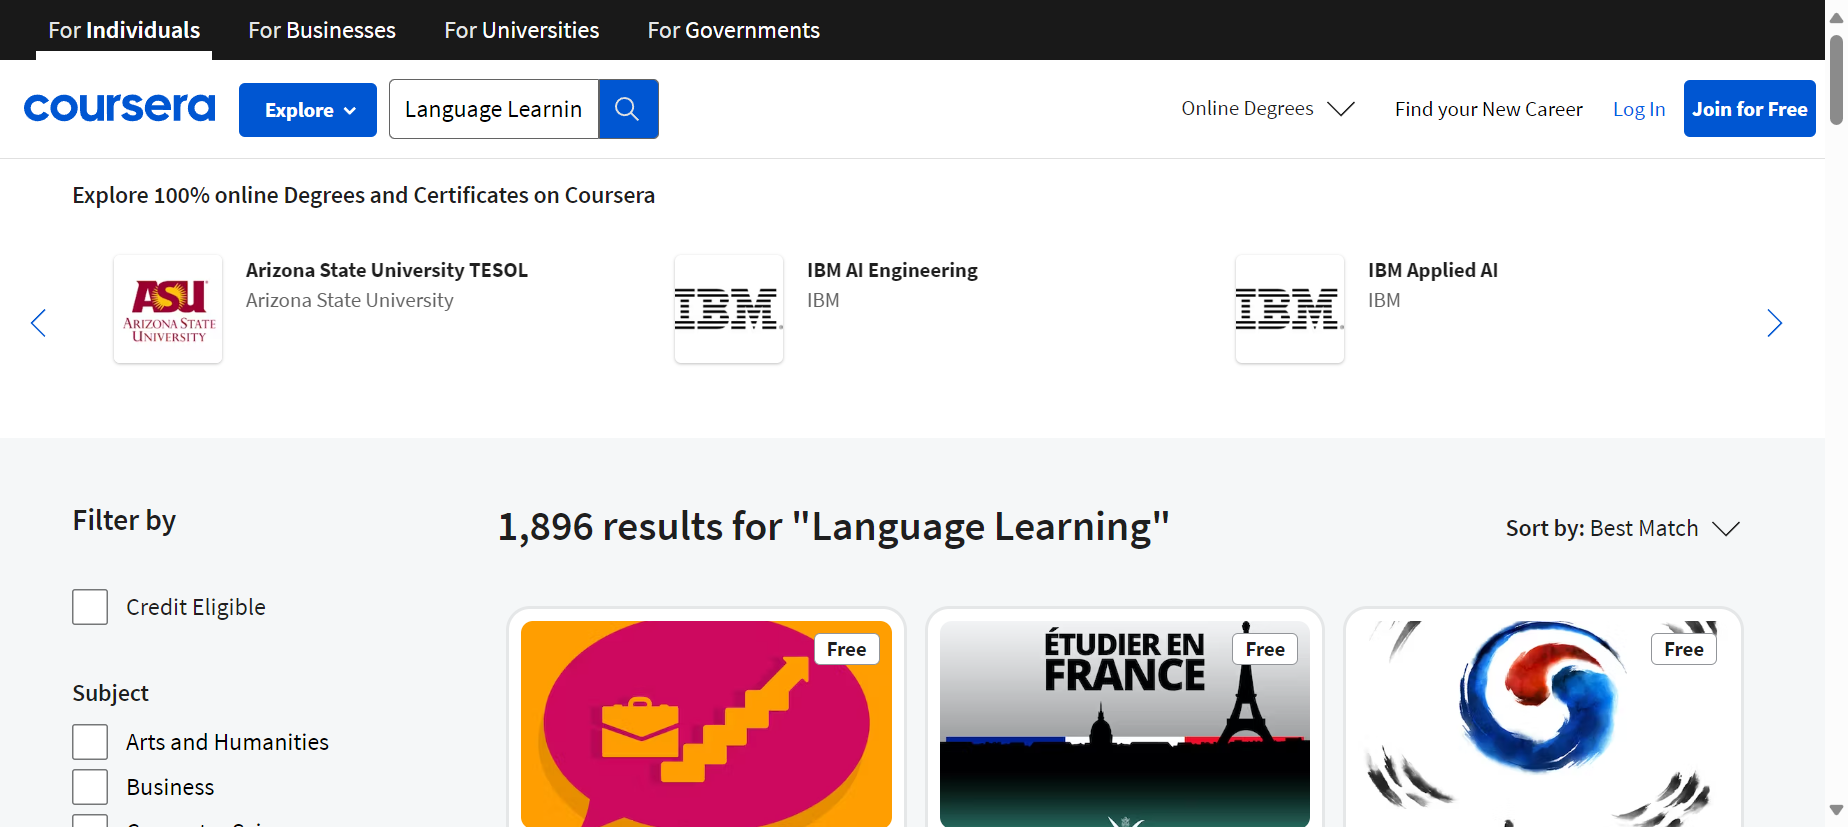 For Individuals
For Businesses
For Universities
For Governments
coursera
Explore
Language Learnin
Online Degrees
Find your New Career
Log In
Join for Free
Explore 100% online Degrees and Certificates on Coursera
ASU
ARIZONA STATE
UNIVERSITY
Arizona State University TESOL
Arizona State University
IBM
IBM AI Engineering
IBM
IBM
IBM Applied AI
IBM
Filter by
1,896 results for "Language Learning"
Sort by: Best Match
Credit Eligible
Subject
Arts and Humanities
Business
Free
ÉTUDIER EN
FRANCE
Free
Free